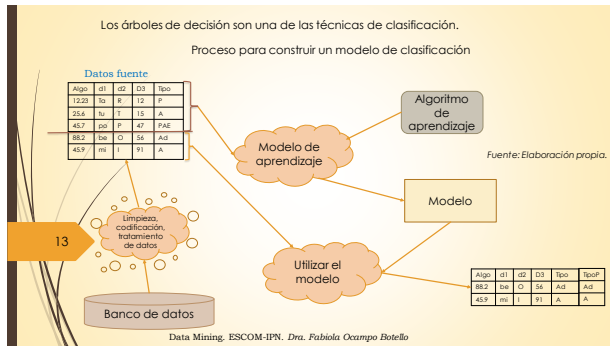 Los árboles de decisión son una de las técnicas de clasificación.
Proceso para construir un modelo de clasificación
Datos fuente
Algo d1 d2 D3 Tipo
12.23 Ta R 12 P
25.6 tu T 15 A
45.7 pa P 47 PAE
88.2 be O 56 Ad
45.9 mi I 91 A
Algoritmo
de
aprendizaje
Modelo de
aprendizaje
Fuente: Elaboración propia.
Modelo
Limpieza,
codificación,
tratamiento
de datos
13
Utilizar el
modelo
Algo d1 d2 D3 Tipo TipoP
88.2 be O 56 Ad Ad
45.9 mi I 91 A A
Banco de datos
Data Mining. ESCOM-IPN. Dra. Fabiola Ocampo Botello